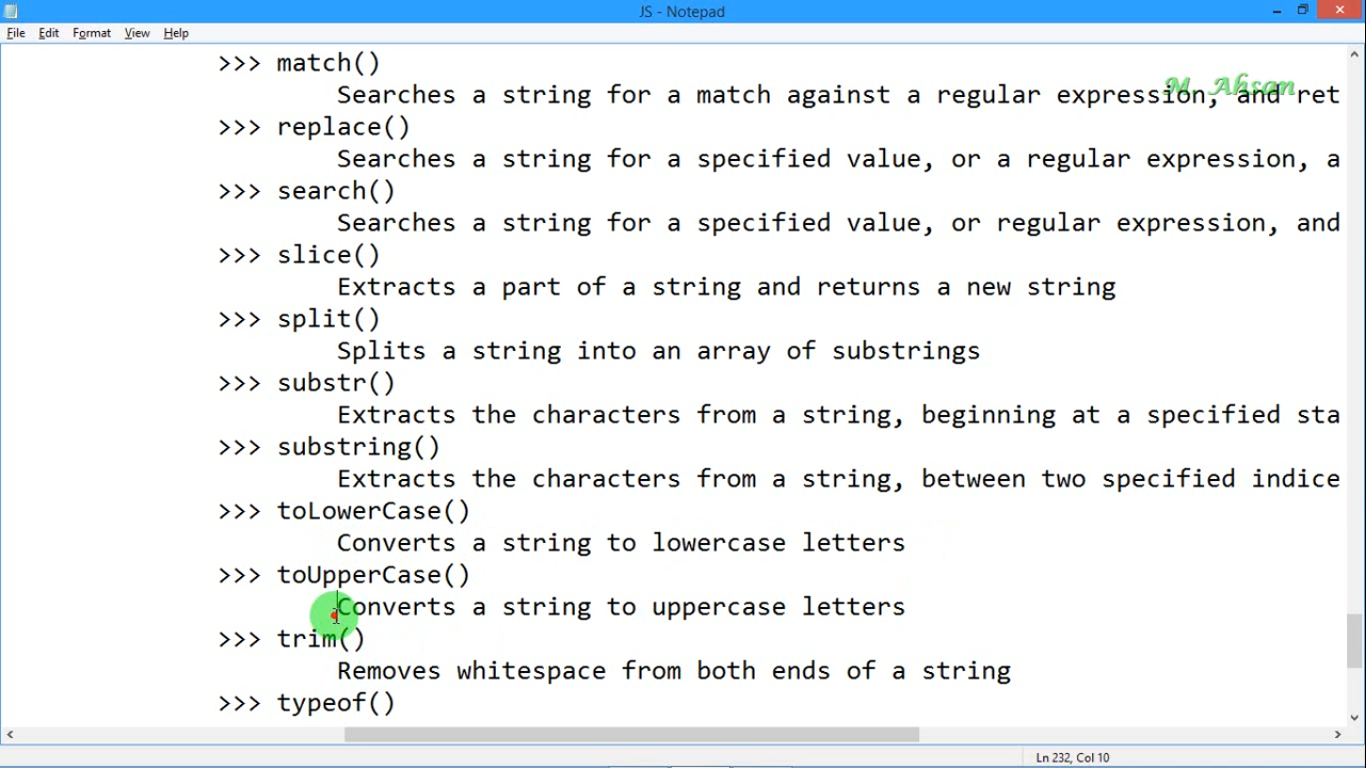 JS - Notepad
File Edit Format View Help
>>> match()
Searches a string for a match against a regular expression, and ret
M. Ahsan
>>> replace()
Searches a string for a specified value, or a regular expression, a
>>> search()
Searches a string for a specified value, or regular expression, and
>>> slice()
Extracts a part of a string and returns a new string
>>> split()
Splits a string into an array of substrings
>>> substr()
Extracts the characters from a string, beginning at a specified sta
>>> substring()
Extracts the characters from a string, between two specified indice
>>> toLowerCase()
Converts a string to lowercase letters
>>> toUpperCase()
Converts a string to uppercase letters
>>> trim()
Removes whitespace from both ends of a string
>>> typeof()
Ln 232, Col 10